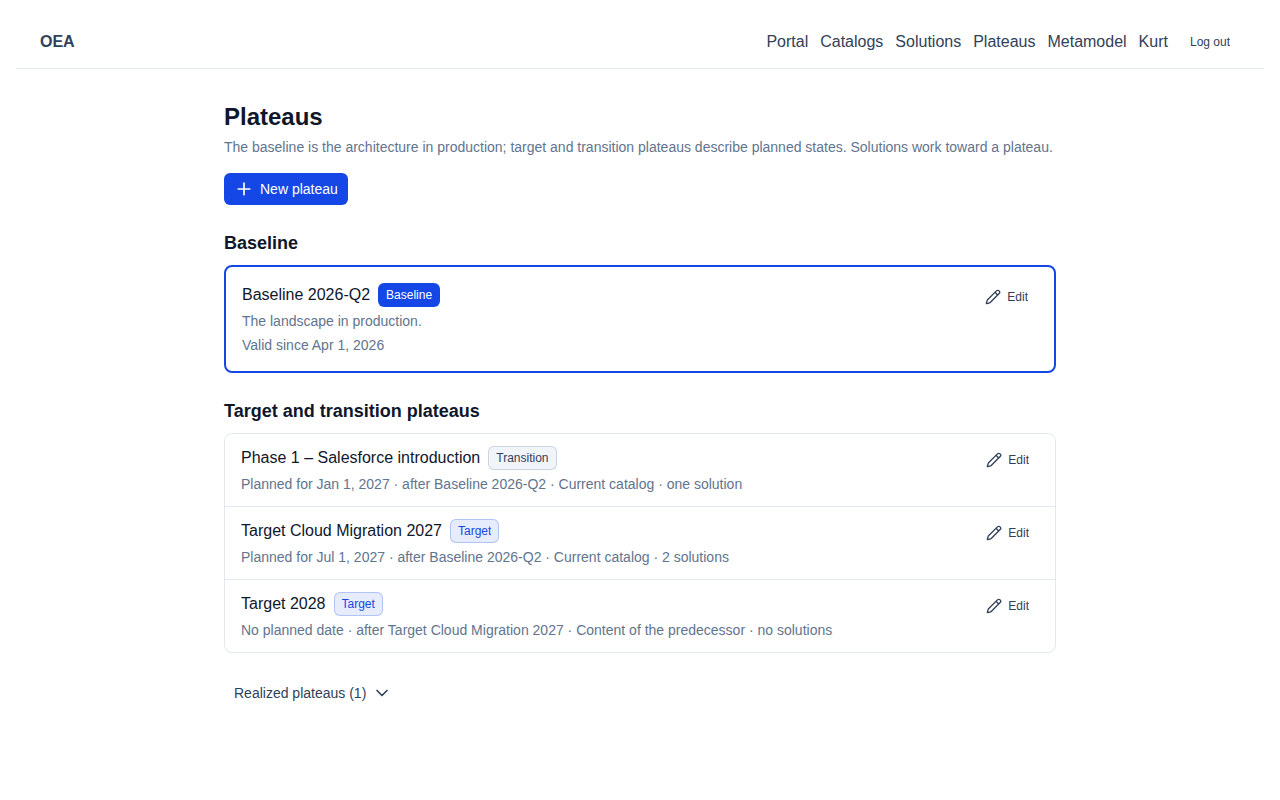 OEA
Portal Catalogs Solutions Plateaus Metamodel Kurt Log out
Plateaus
The baseline is the architecture in production; target and transition plateaus describe planned states. Solutions work toward a plateau.
New plateau
Baseline
Baseline 2026-Q2 Baseline
Edit
The landscape in production.
Valid since Apr 1, 2026
Target and transition plateaus
Phase 1 – Salesforce introduction Transition
Edit
Planned for Jan 1, 2027 · after Baseline 2026-Q2 · Current catalog · one solution
Target Cloud Migration 2027 Target
Edit
Planned for Jul 1, 2027 · after Baseline 2026-Q2 · Current catalog · 2 solutions
Target 2028 Target
Edit
No planned date · after Target Cloud Migration 2027 · Content of the predecessor · no solutions
Realized plateaus (1)